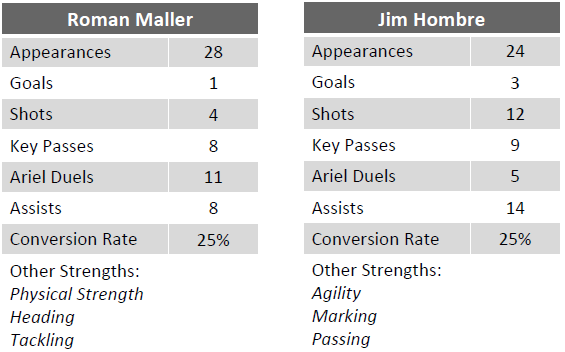 Roman Maller
Appearances 28
Goals 1
Shots 4
Key Passes 8
Ariel Duels 11
Assists 8
Conversion Rate 25%
Other Strengths:
Physical Strength
Heading
Tackling
Jim Hombre
Appearances 24
Goals 3
Shots 12
Key Passes 9
Ariel Duels 5
Assists 14
Conversion Rate 25%
Other Strengths:
Agility
Marking
Passing